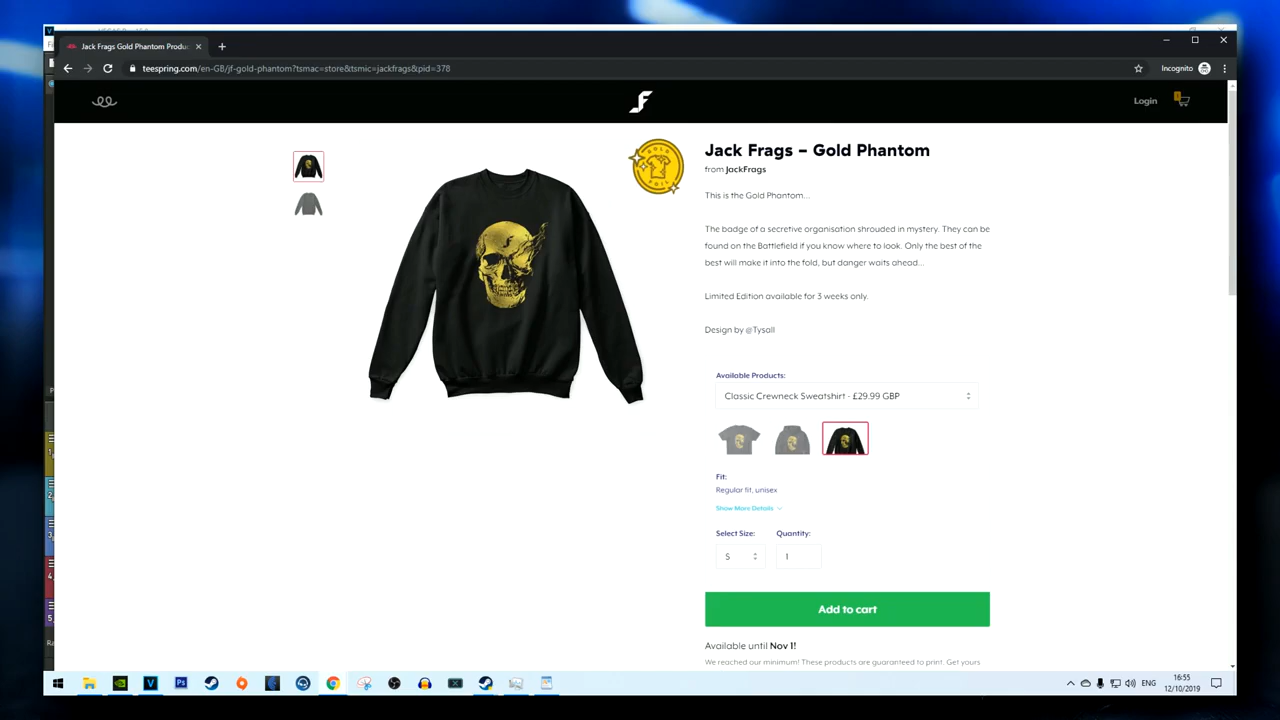 Jack Frags Gold Phantom Produc
teespring.com/en-GB/jf-gold-phantom?tsmac=store&tsmic=jackfrags&pid=378
Incognito
Login
1
GOLD
FOIL
Jack Frags – Gold Phantom
from JackFrags
This is the Gold Phantom...
The badge of a secretive organisation shrouded in mystery. They can
be found on the Battlefield if you know where to look. Only the best of the
best will make it into the fold, but danger waits ahead...
Limited Edition available for 3 weeks only.
Design by @Tysall
Available Products:
Classic Crewneck Sweatshirt - £29.99 GBP
Fit:
Regular fit, unisex
Show More Details
Select Size:
Quantity:
S
1
Add to cart
Available until Nov 1!
We reached our minimum! These products are guaranteed to print. Get yours
ENG
16:55
12/10/2019